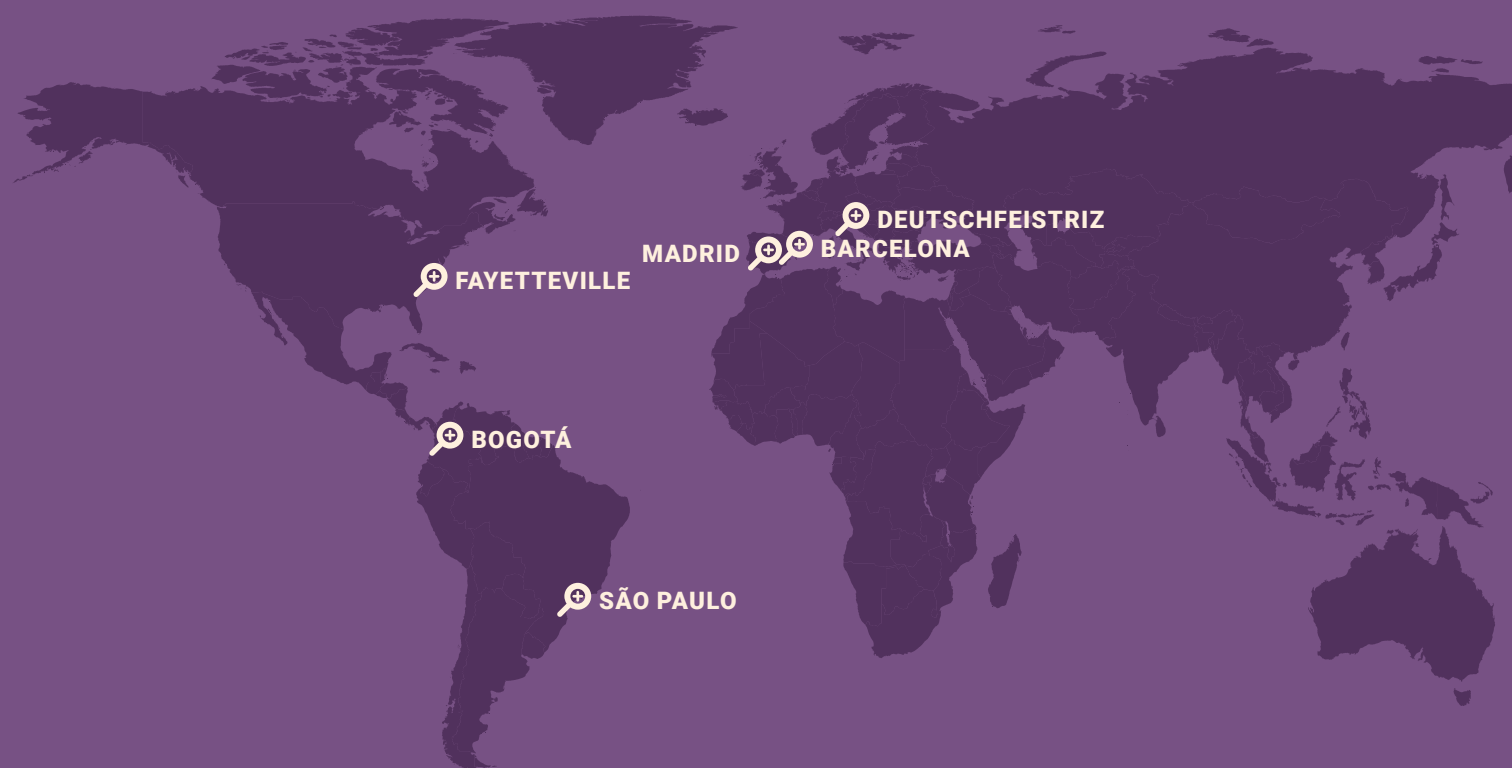 DEUTSCHFEISTRIZ
MADRID
BARCELONA
FAYETTEVILLE
BOGOTÁ
SÃO PAULO